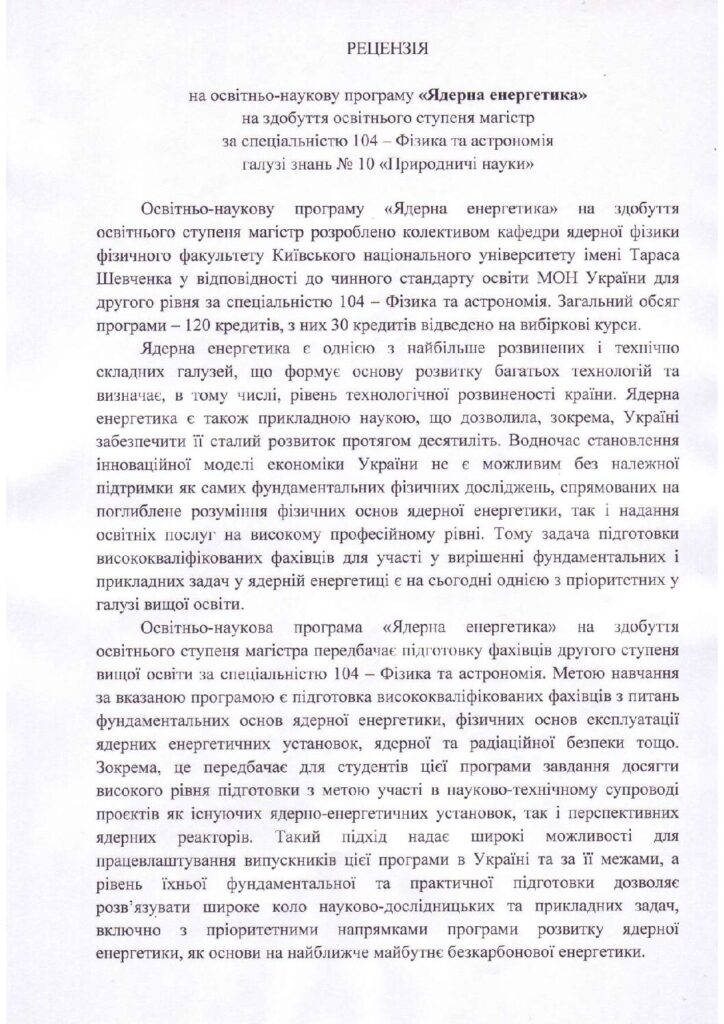 РЕЦЕНЗІЯ
на освітньо-наукову програму «Ядерна енергетика»
на здобуття освітнього ступеня магістр
за спеціальністю 104 – Фізика та астрономія
галузі знань № 10 «Природничі науки»
Освітньо-наукову програму «Ядерна енергетика» на здобуття
освітнього ступеня магістр розроблено колективом кафедри ядерної фізики
фізичного факультету Київського національного університету імені Тараса
Шевченка у відповідності до чинного стандарту освіти МОН України для
другого рівня за спеціальністю 104 – Фізика та астрономія. Загальний обсяг
програми – 120 кредитів, з них 30 кредитів відведено на вибіркові курси.
Ядерна енергетика є однією з найбільше розвинених і технічно
складних галузей, що формує основу розвитку багатьох технологій та
визначає, в тому числі, рівень технологічної розвиненості країни. Ядерна
енергетика є також прикладною наукою, що дозволила, зокрема, Україні
забезпечити її сталий розвиток протягом десятиліть. Водночас становлення
інноваційної моделі економіки України не є можливим без належної
підтримки як самих фундаментальних фізичних досліджень, спрямованих на
поглиблене розуміння фізичних основ ядерної енергетики, так і надання
освітніх послуг на високому професійному рівні. Тому задача підготовки
висококваліфікованих фахівців для участі у вирішенні фундаментальних і
прикладних задач у ядерній енергетиці є на сьогодні однією з пріоритетних у
галузі вищої освіти.
Освітньо-наукова програма «Ядерна енергетика» на здобуття
освітнього ступеня магістра передбачає підготовку фахівців другого ступеня
вищої освіти за спеціальністю 104 – Фізика та астрономія. Метою навчання
за вказаною програмою є підготовка висококваліфікованих фахівців з питань
фундаментальних основ ядерної енергетики, фізичних основ експлуатації
ядерних енергетичних установок, ядерної та радіаційної безпеки тощо.
Зокрема, це передбачає для студентів цієї програми завдання досягти
високого рівня підготовки з метою участі в науково-технічному супроводі
проєктів як існуючих ядерно-енергетичних установок, так і перспективних
ядерних реакторів. Такий підхід надає широкі можливості для
працевлаштування випускників цієї програми в Україні та за її межами, а
рівень їхньої фундаментальної та практичної підготовки дозволяє
розв’язувати широке коло науково-дослідницьких та прикладних задач,
включно з пріоритетними напрямками програми розвитку ядерної
енергетики, як основи на найближче майбутнє безкарбонової енергетики.